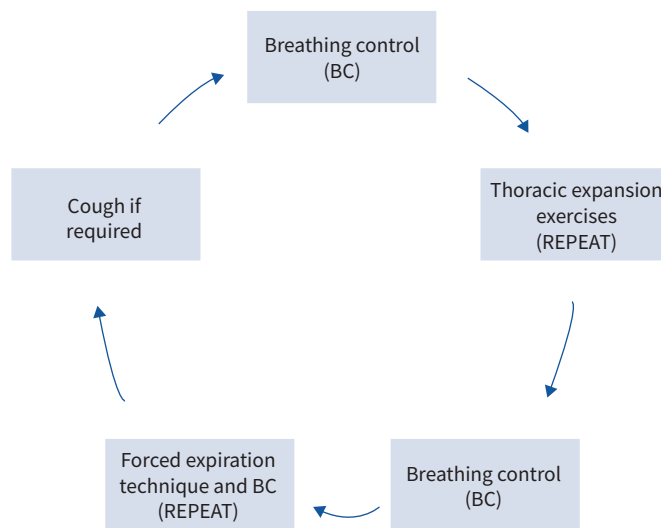 Breathing control
(BC)
Thoracic expansion
exercises
(REPEAT)
Breathing control
(BC)
Forced expiration
technique and BC
(REPEAT)
Cough if
required